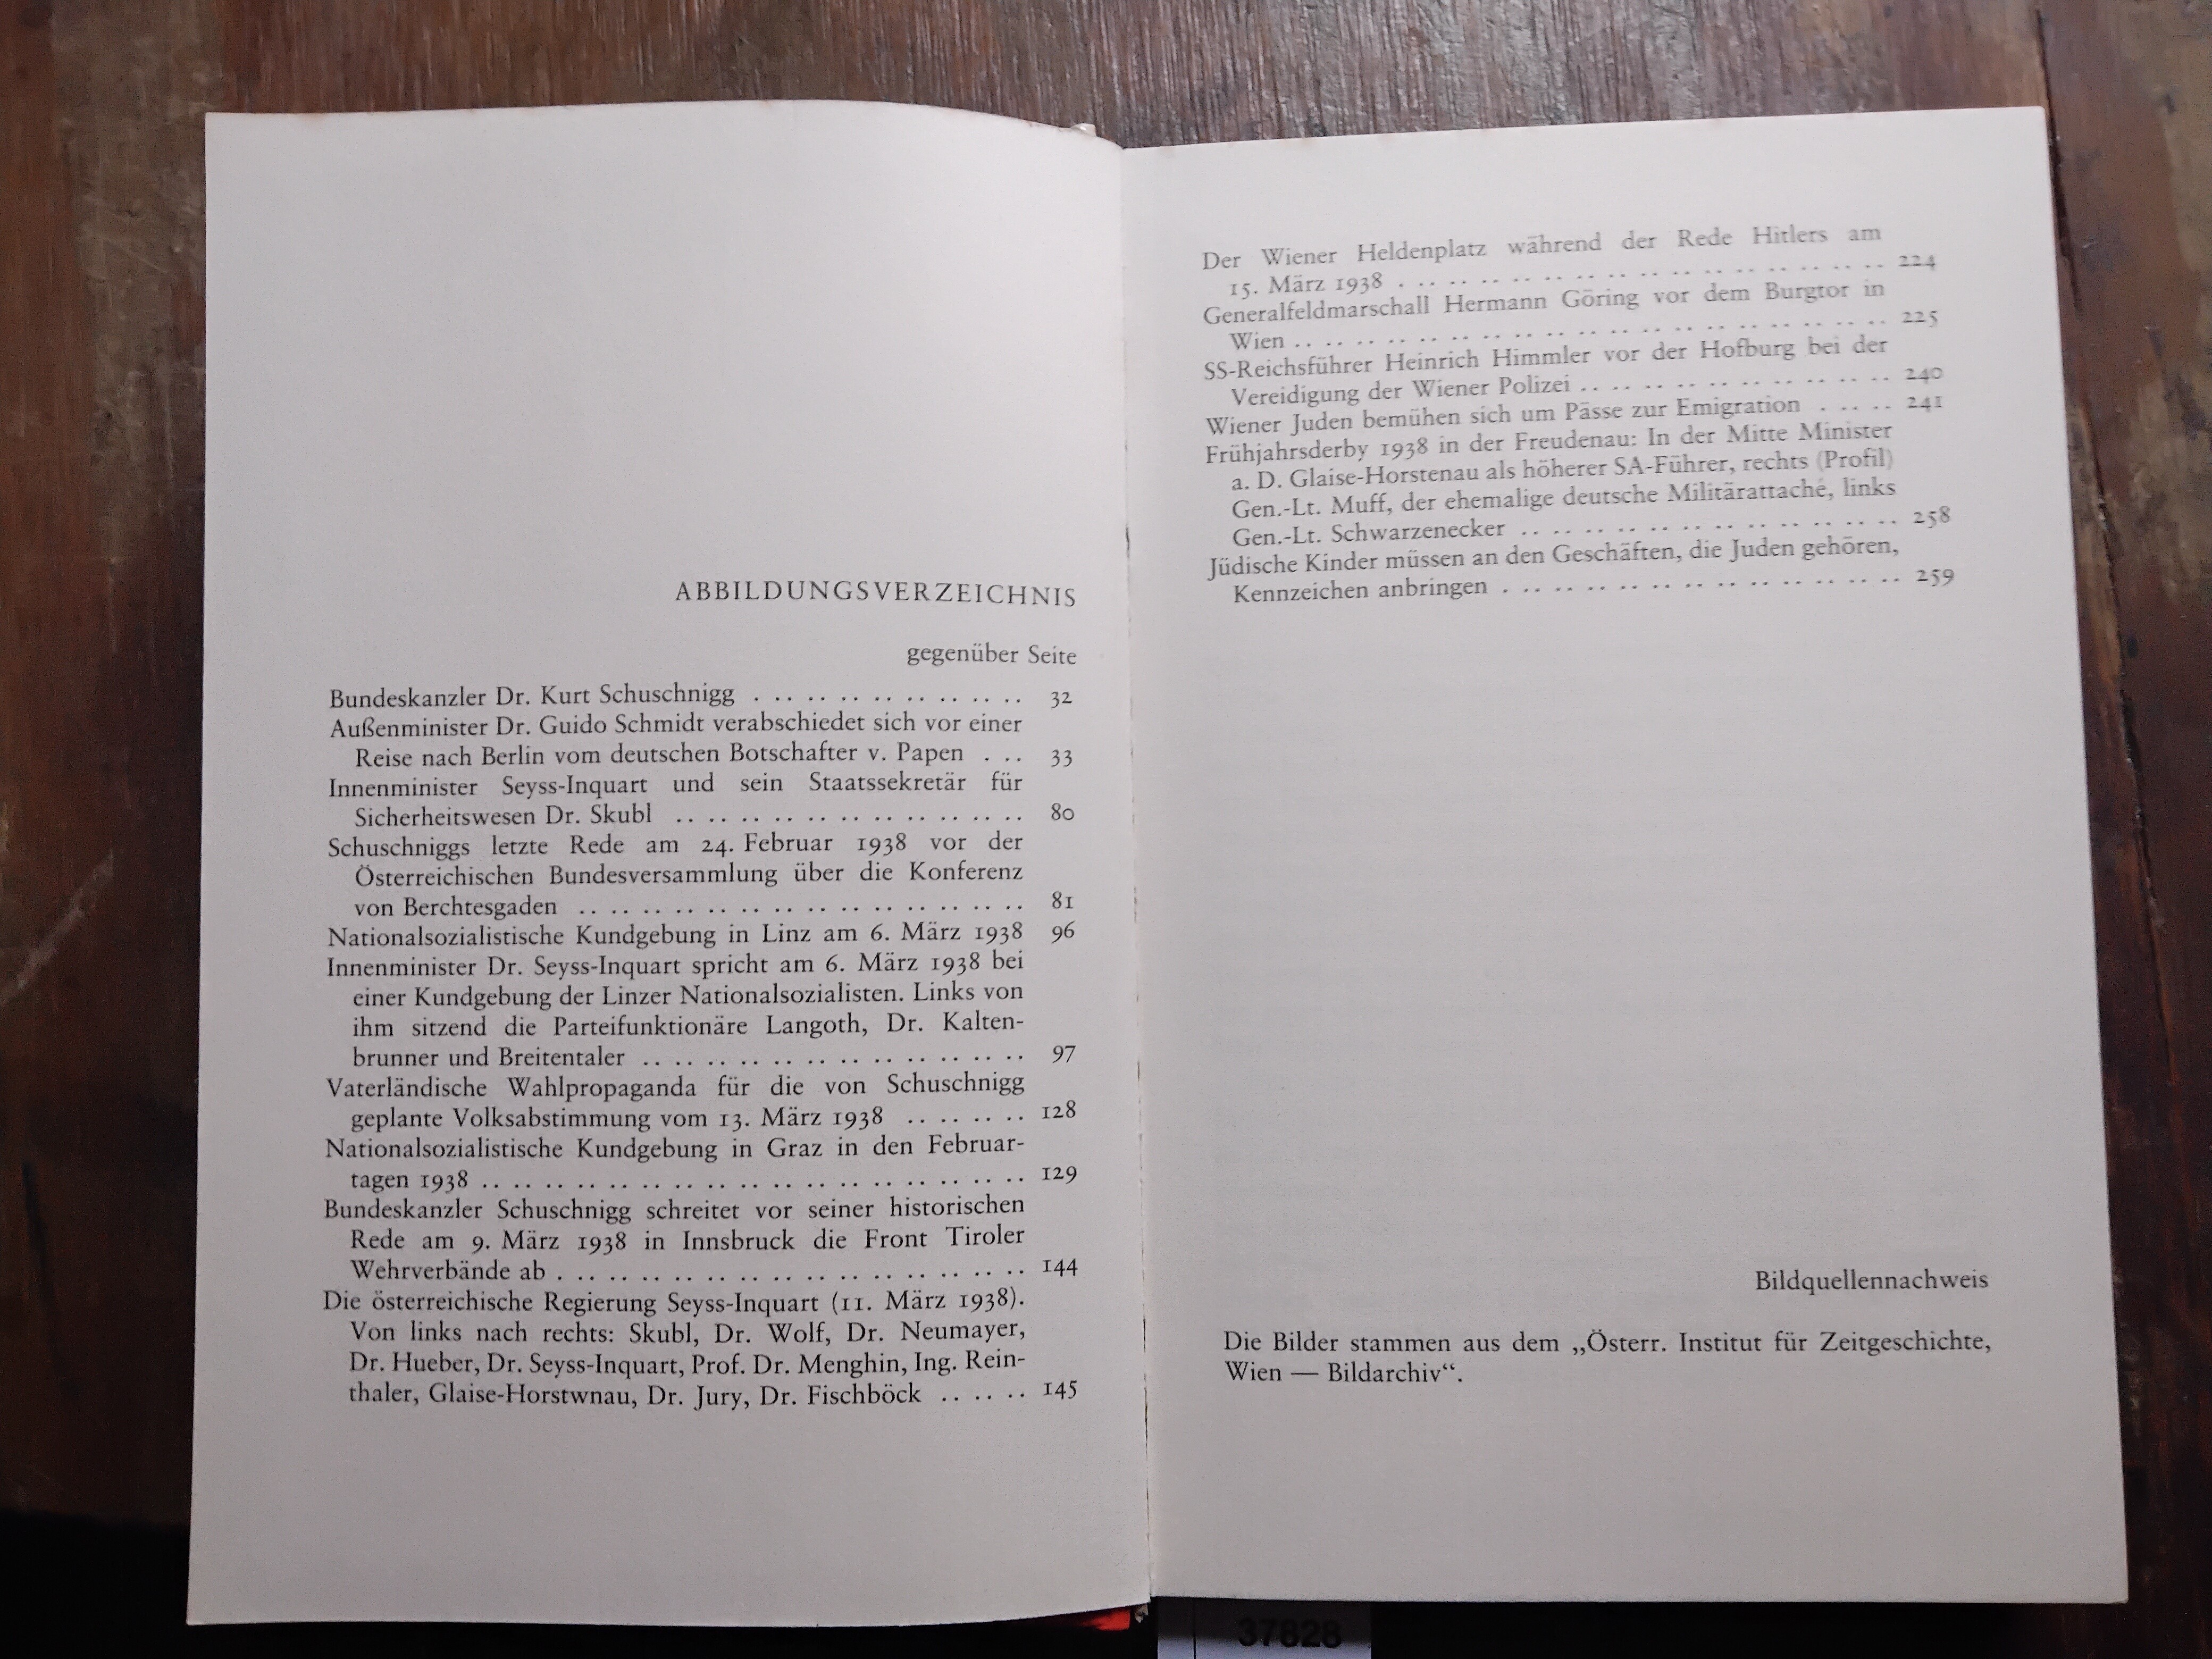 ABBILDUNGSVERZEICHNIS
gegenüber Seite
Bundeskanzler Dr. Kurt Schuschnigg . .. .. .. .. .. .. .. .. 32
Außenminister Dr. Guido Schmidt verabschiedet sich vor einer
Reise nach Berlin vom deutschen Botschafter v. Papen . .. 33
Innenminister Seyss-Inquart und sein Staatssekretär für
Sicherheitswesen Dr. Skubl .. .. .. .. .. .. .. .. .. .. .. 80
Schuschniggs letzte Rede am 24. Februar 1938 vor der
Österreichischen Bundesversammlung über die Konferenz
von Berchtesgaden .. .. .. .. .. .. .. .. .. .. .. .. .. .. 81
Nationalsozialistische Kundgebung in Linz am 6. März 1938 96
Innenminister Dr. Seyss-Inquart spricht am 6. März 1938 bei
einer Kundgebung der Linzer Nationalsozialisten. Links von
ihm sitzend die Parteifunktionäre Langoth, Dr. Kalten-
brunner und Breitentaler .. .. .. .. .. .. .. .. .. .. .. .. 97
Vaterländische Wahlpropaganda für die von Schuschnigg
geplante Volksabstimmung vom 13. März 1938 .. .. .. .. 128
Nationalsozialistische Kundgebung in Graz in den Februar-
tagen 1938 .. .. .. .. .. .. .. .. .. .. .. .. .. .. .. .. .. 129
Bundeskanzler Schuschnigg schreitet vor seiner historischen
Rede am 9. März 1938 in Innsbruck die Front Tiroler
Wehrverbände ab . .. .. .. .. .. .. .. .. .. .. .. .. .. .. 144
Die österreichische Regierung Seyss-Inquart (11. März 1938).
Von links nach rechts: Skubl, Dr. Wolf, Dr. Neumayer,
Dr. Hueber, Dr. Seyss-Inquart, Prof. Dr. Menghin, Ing. Rein-
thaler, Glaise-Horstwnau, Dr. Jury, Dr. Fischböck .. .. .. 145
Der Wiener Heldenplatz während der Rede Hitlers am
15. März 1938 . .. .. .. .. .. .. .. .. .. .. .. .. .. .. .. 224
Generalfeldmarschall Hermann Göring vor dem Burgtor in
Wien .. .. .. .. .. .. .. .. .. .. .. .. .. .. .. .. .. .. .. 225
SS-Reichsführer Heinrich Himmler vor der Hofburg bei der
Vereidigung der Wiener Polizei .. .. .. .. .. .. .. .. .. .. 240
Wiener Juden bemühen sich um Pässe zur Emigration . .. .. 241
Frühjahrsderby 1938 in der Freudenau: In der Mitte Minister
a. D. Glaise-Horstenau als höherer SA-Führer, rechts (Profil)
Gen.-Lt. Muff, der ehemalige deutsche Militärattaché, links
Gen.-Lt. Schwarzenecker .. .. .. .. .. .. .. .. .. .. .. .. 258
Jüdische Kinder müssen an den Geschäften, die Juden gehören,
Kennzeichen anbringen . .. .. .. .. .. .. .. .. .. .. .. .. 259
Bildquellennachweis
Die Bilder stammen aus dem „Österr. Institut für Zeitgeschichte,
Wien — Bildarchiv“.
37828